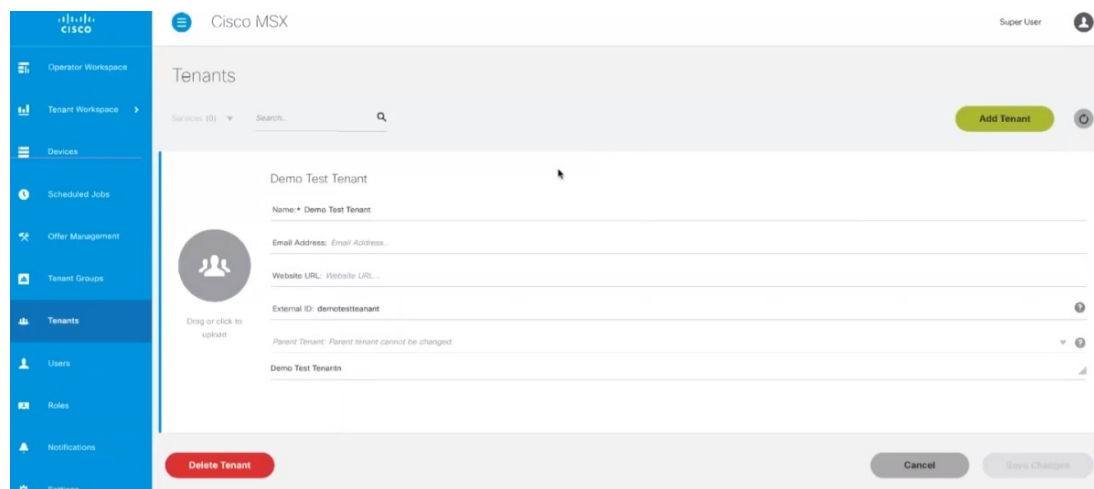 CISCO
Cisco MSX
Super User
Operator Workspace
Tenant Workspace
Devices
Scheduled Jobs
Offer Management
Tenant Groups
Tenants
Users
Roles
Notifications
Settings
Tenants
Services (0)
Search...
Add Tenant
Demo Test Tenant
Name:* Demo Test Tenant
Email Address: Email Address...
Website URL: Website URL...
External ID: demotestteanant
Parent Tenant: Parent tenant cannot be changed.
Demo Test Tenantn
Drag or click to
upload
Delete Tenant
Cancel
Save Changes